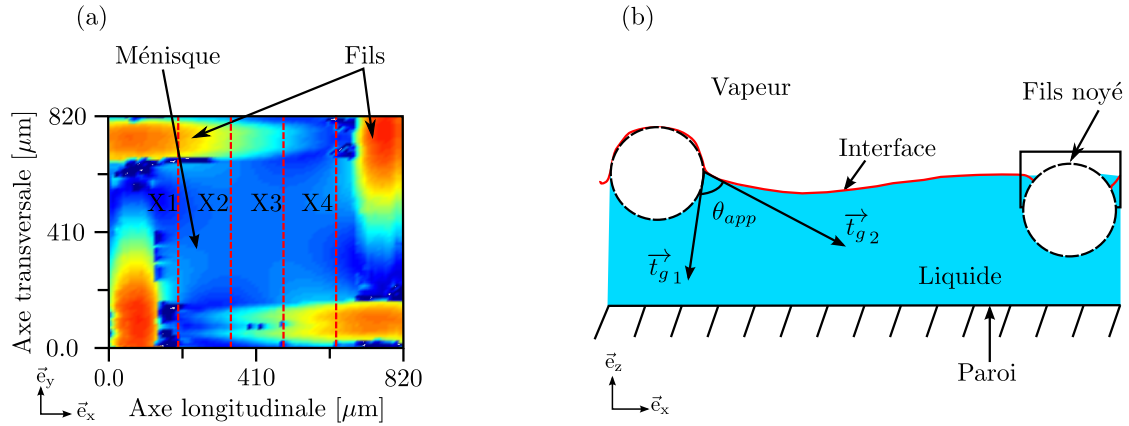 (a)
Ménisque
Fils
820
410
0.0
Axe transversale [μm]
X1
X2
X3
X4
0.0
410
820
Axe longitudinale [μm]
e⃗y
e⃗x
(b)
Vapeur
Fils noyé
Interface
θapp
t⃗g1
t⃗g2
Liquide
Paroi
e⃗z
e⃗x